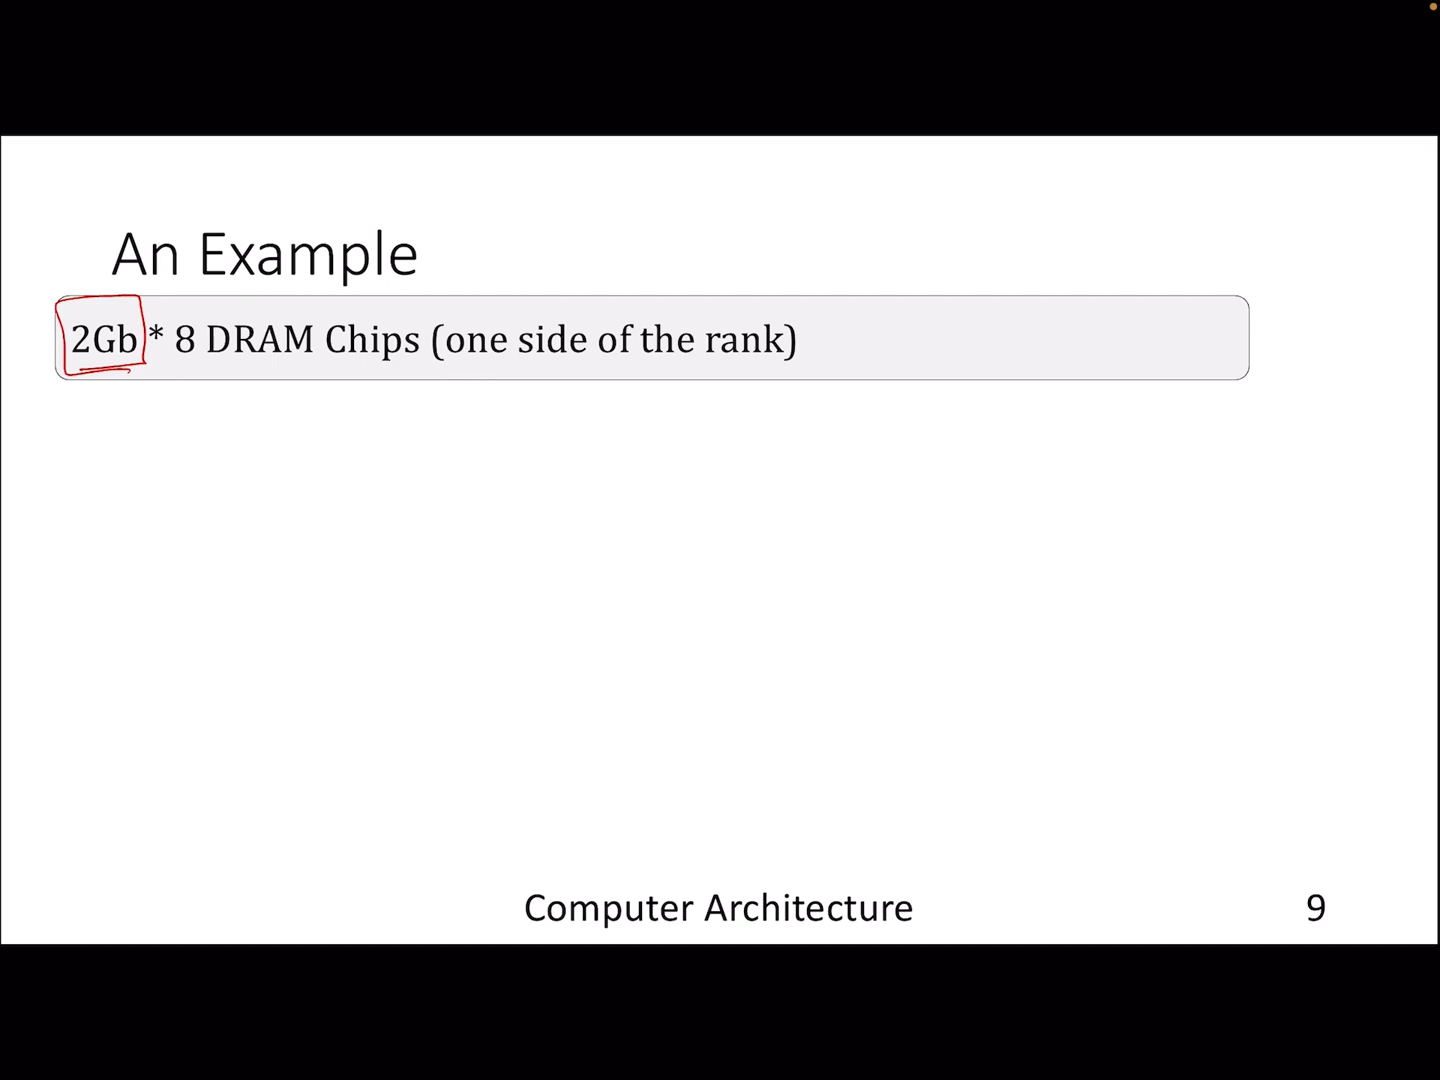 An Example
2Gb * 8 DRAM Chips (one side of the rank)
Computer Architecture
9